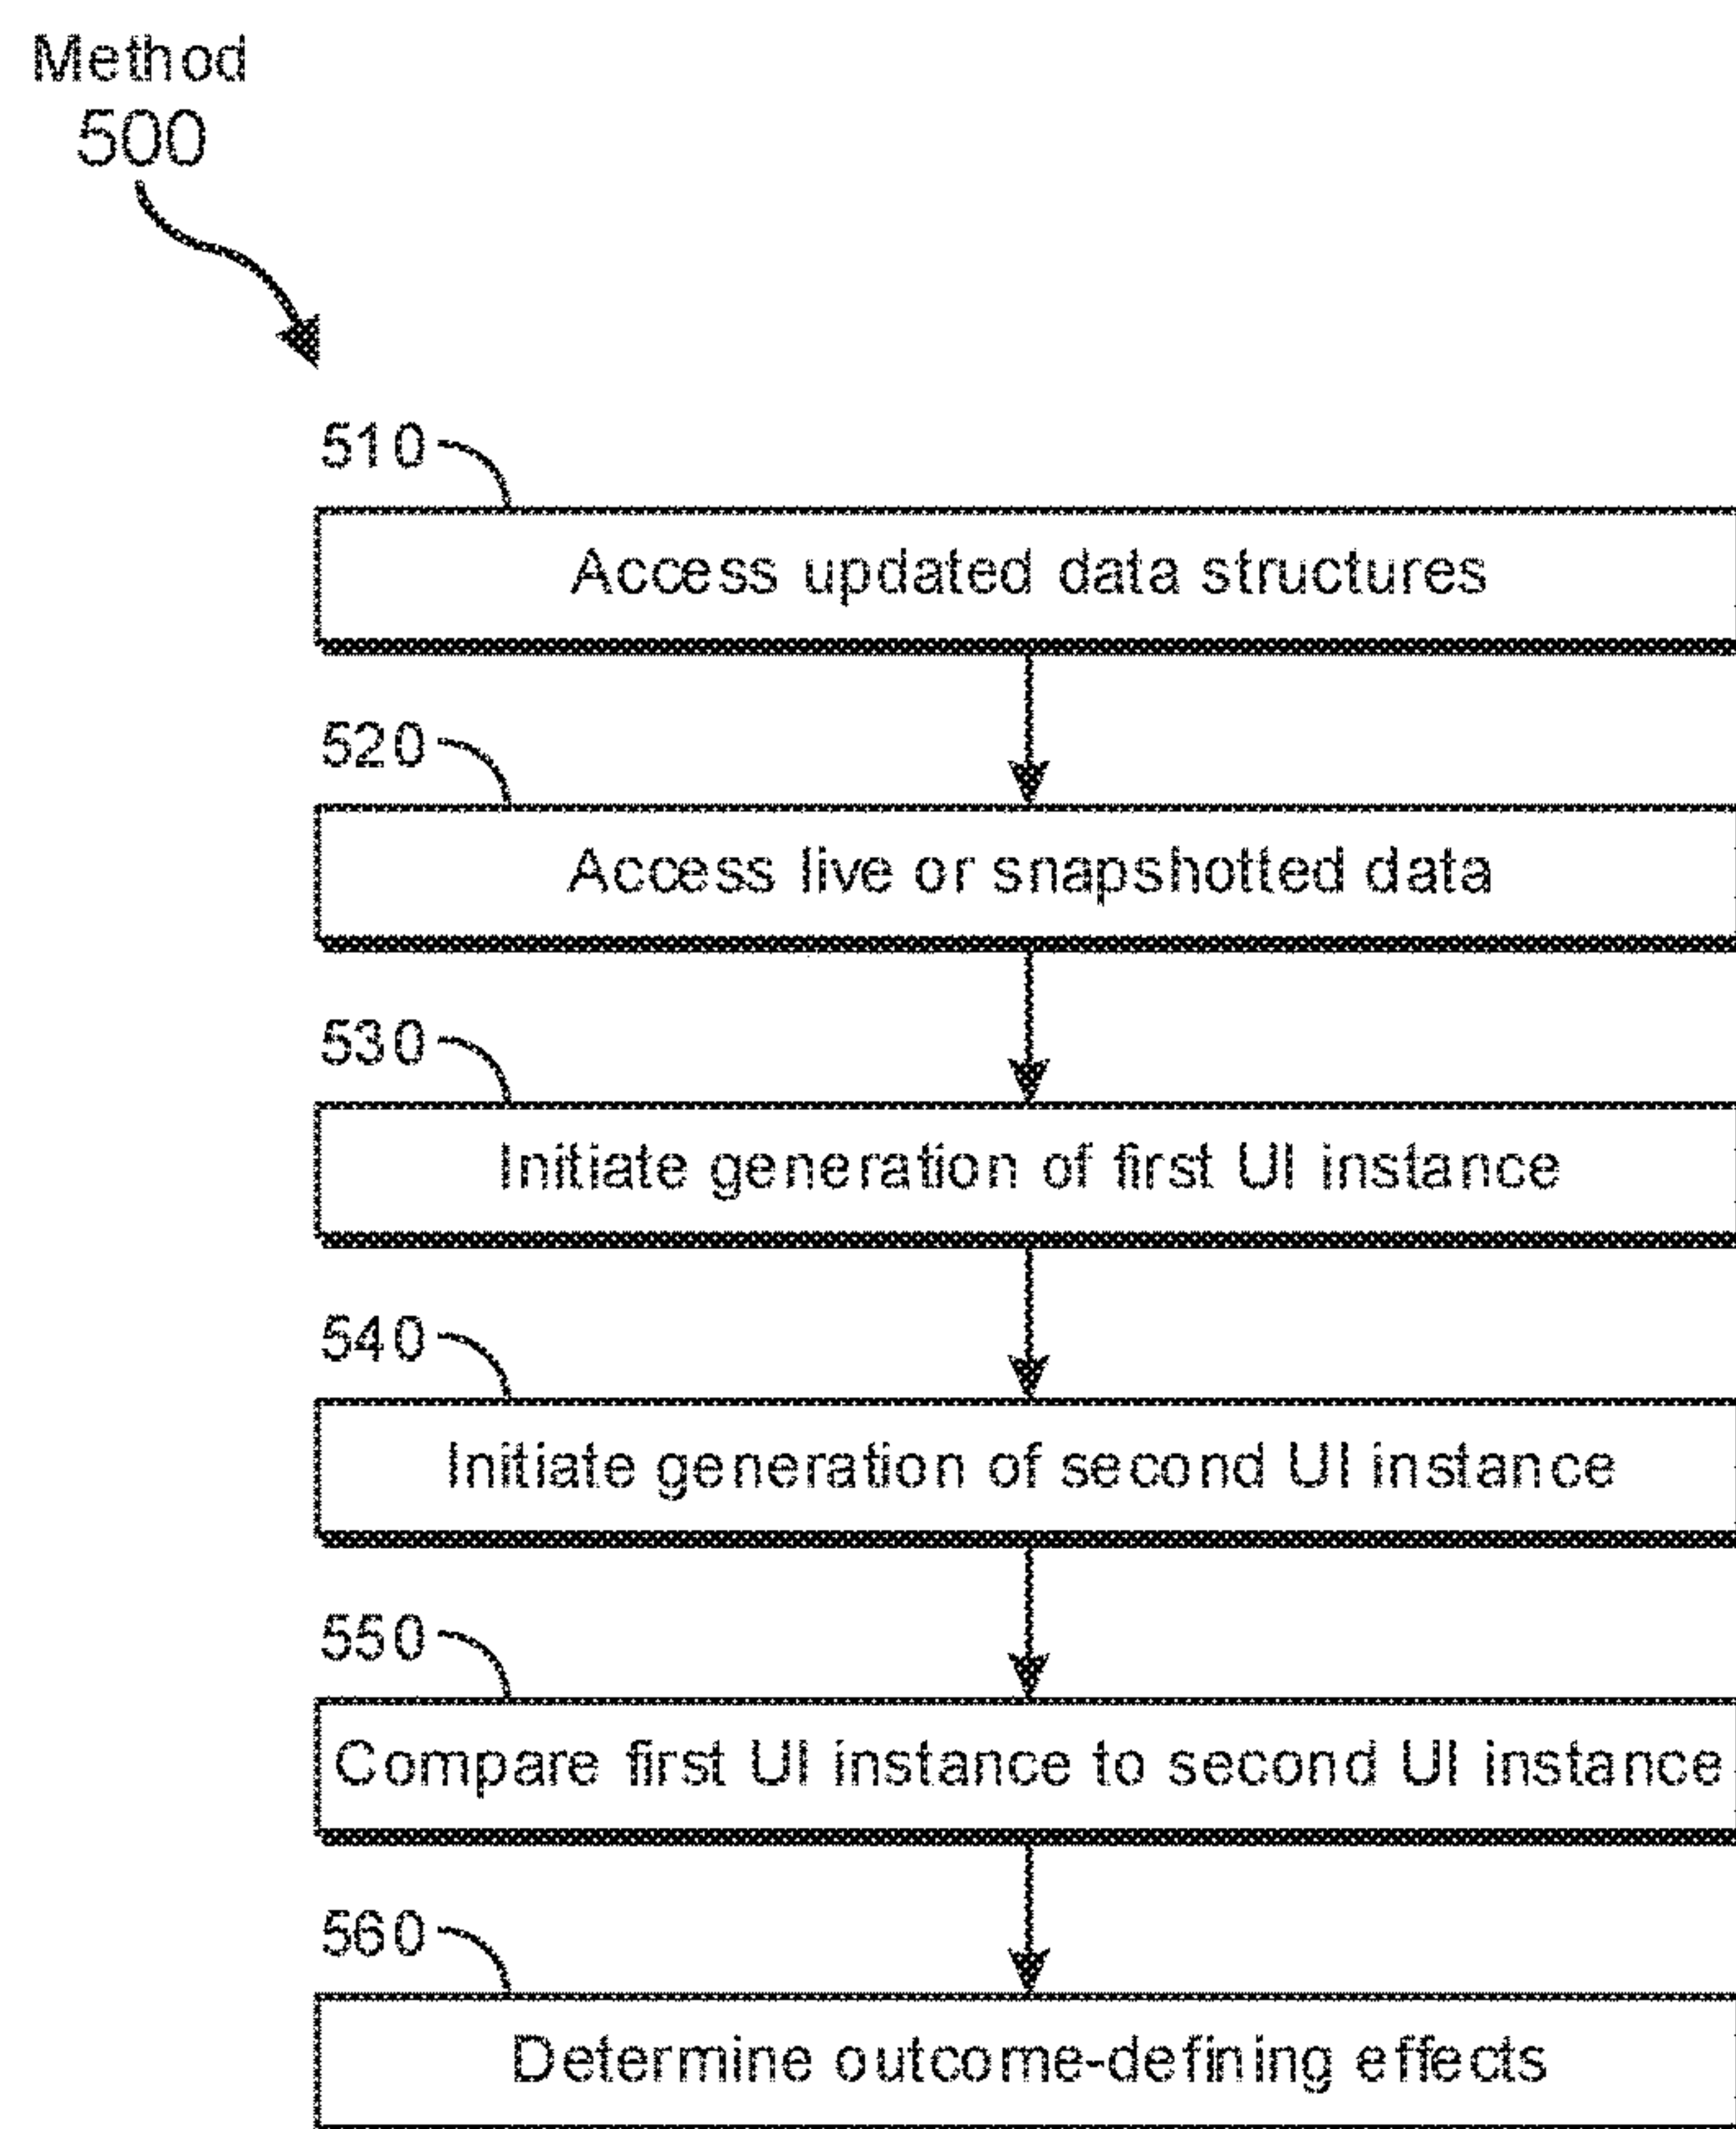 Method
500
510
Access updated data structures
520
Access live or snapshotted data
530
Initiate generation of first UI instance
540
Initiate generation of second UI instance
550
Compare first UI instance to second UI instance
560
Determine outcome-defining effects